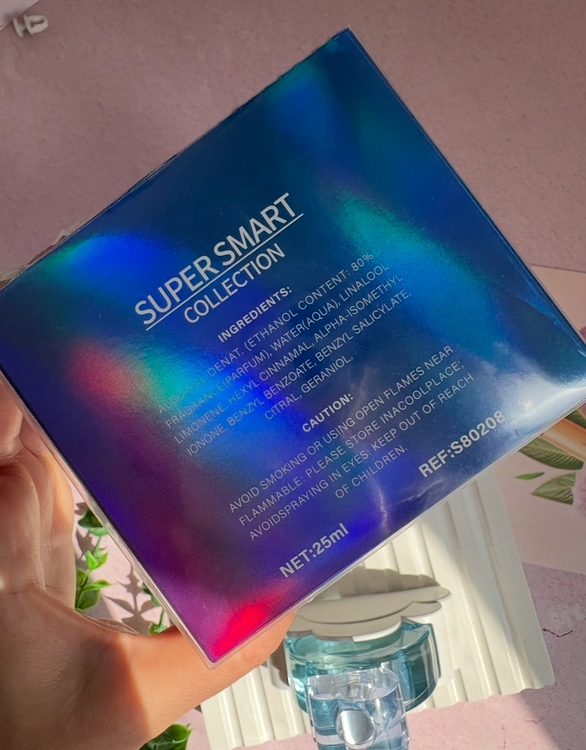 SUPER SMART
COLLECTION
INGREDIENTS:
ALCOHOL DENAT. (ETHANOL CONTENT: 80%
FRAGRANCE(PARFUM), WATER(AQUA), LINALOOL
LIMONENE, HEXYL CINNAMAL, ALPHA-ISOMETHYL
IONONE, BENZYL BENZOATE, BENZYL SALICYLATE.
CITRAL, GERANIOL.
CAUTION:
AVOID SMOKING OR USING OPEN FLAMES NEAR
FLAMMABLE: PLEASE STORE INACOOLPLACE;
AVOIDSPRAYING IN EYES. KEEP OUT OF REACH
OF CHILDREN.
NET:25ml
REF:S80208